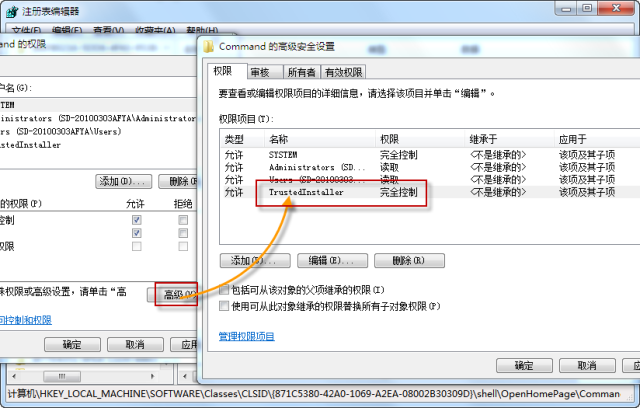 注册表编辑器
文件(F) 编辑(E) 查看(V) 收藏夹(A) 帮助(H)
and 的权限
户名(G):
STEM
ministrators (SD-20100303AFYA\Administrator
ers (SD-20100303AFYA\Users)
ustedInstaller
添加(D)... 删除(R
的权限(P) 允许 拒绝
控制
权限
殊权限或高级设置，请单击“高
高级(V)
问控制和权限
确定 取消 应用
Command 的高级安全设置
权限 审核 所有者 有效权限
要查看或编辑权限项目的详细信息，请选择该项目并单击“编辑”。
权限项目(T):
类型 名称 权限 继承于 应用于
允许 SYSTEM 完全控制 <不是继承的> 该项及其子项
允许 Administrators (SD... 读取 <不是继承的> 该项及其子项
允许 Users (SD-20100303... 读取 <不是继承的> 该项及其子项
允许 TrustedInstaller 完全控制 <不是继承的> 该项及其子项
添加(D)... 编辑(E)... 删除(R)
包括可从该对象的父项继承的权限(I)
使用可从此对象继承的权限替换所有子对象权限(P)
管理权限项目
确定 取消 应
计算机\HKEY_LOCAL_MACHINE\SOFTWARE\Classes\CLSID\{871C5380-42A0-1069-A2EA-08002B30309D}\shell\OpenHomePage\Comman